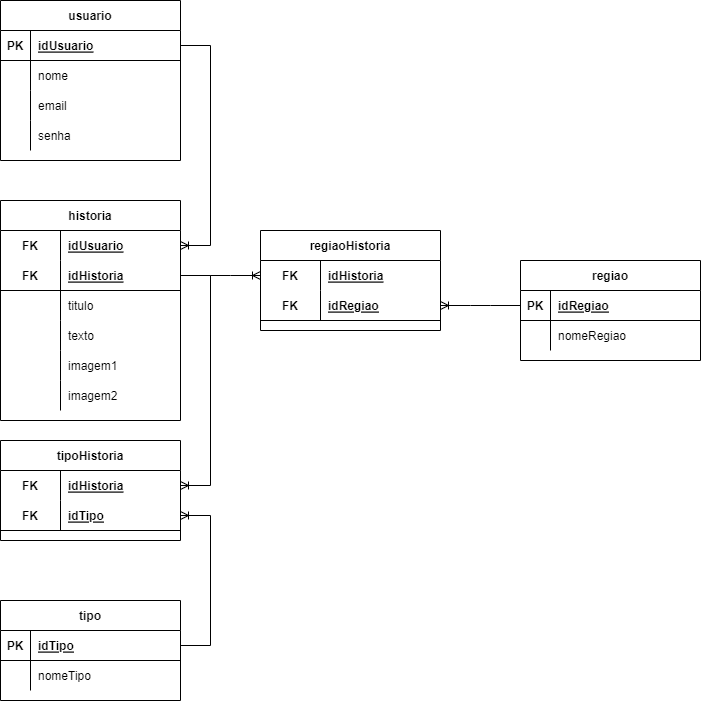 usuario
PK idUsuario
nome
email
senha
historia
FK idUsuario
FK idHistoria
titulo
texto
imagem1
imagem2
tipoHistoria
FK idHistoria
FK idTipo
tipo
PK idTipo
nomeTipo
regiaoHistoria
FK idHistoria
FK idRegiao
regiao
PK idRegiao
nomeRegiao